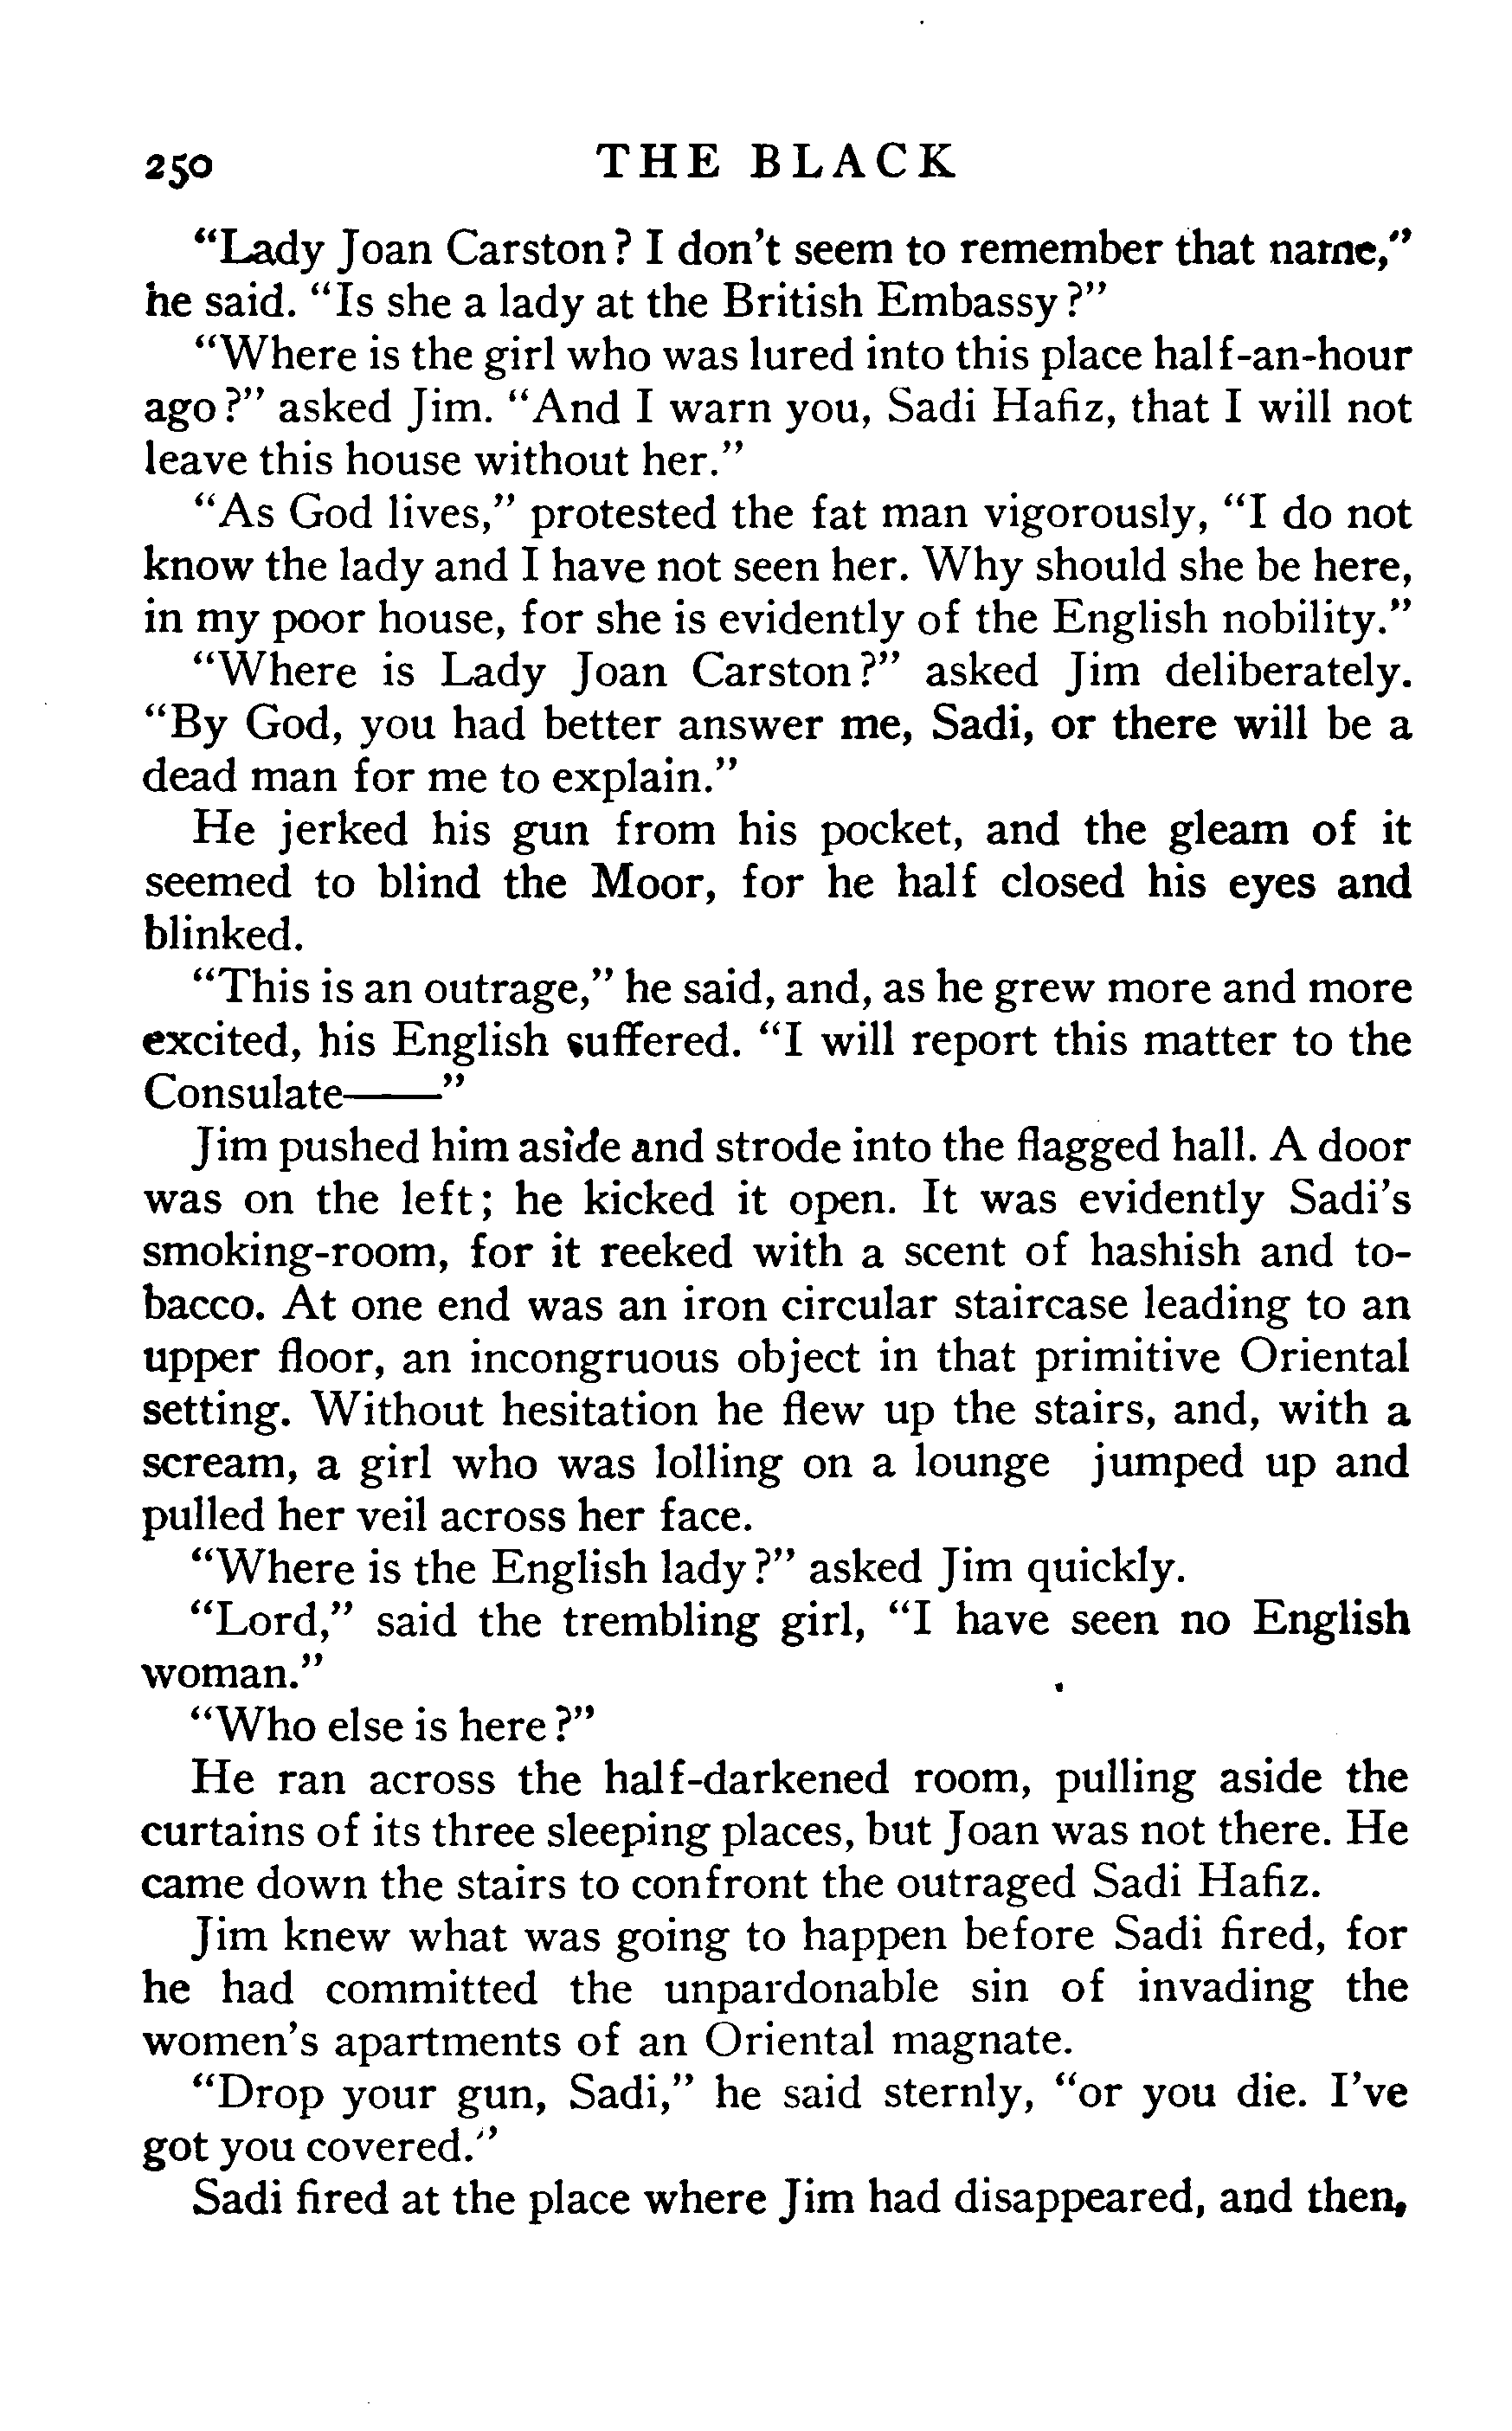 250 THE BLACK
"Lady Joan Carston? I don't seem to remember that name,"
he said. "Is she a lady at the British Embassy?"
"Where is the girl who was lured into this place half-an-hour
ago?" asked Jim. "And I warn you, Sadi Hafiz, that I will not
leave this house without her."
"As God lives," protested the fat man vigorously, "I do not
know the lady and I have not seen her. Why should she be here,
in my poor house, for she is evidently of the English nobility."
"Where is Lady Joan Carston?" asked Jim deliberately.
"By God, you had better answer me, Sadi, or there will be a
dead man for me to explain."
He jerked his gun from his pocket, and the gleam of it
seemed to blind the Moor, for he half closed his eyes and
blinked.
"This is an outrage," he said, and, as he grew more and more
excited, his English suffered. "I will report this matter to the
Consulate——"
Jim pushed him aside and strode into the flagged hall. A door
was on the left; he kicked it open. It was evidently Sadi's
smoking-room, for it reeked with a scent of hashish and to-
bacco. At one end was an iron circular staircase leading to an
upper floor, an incongruous object in that primitive Oriental
setting. Without hesitation he flew up the stairs, and, with a
scream, a girl who was lolling on a lounge jumped up and
pulled her veil across her face.
"Where is the English lady?" asked Jim quickly.
"Lord," said the trembling girl, "I have seen no English
woman."
"Who else is here?"
He ran across the half-darkened room, pulling aside the
curtains of its three sleeping places, but Joan was not there. He
came down the stairs to confront the outraged Sadi Hafiz.
Jim knew what was going to happen before Sadi fired, for
he had committed the unpardonable sin of invading the
women's apartments of an Oriental magnate.
"Drop your gun, Sadi," he said sternly, "or you die. I've
got you covered."
Sadi fired at the place where Jim had disappeared, and then,